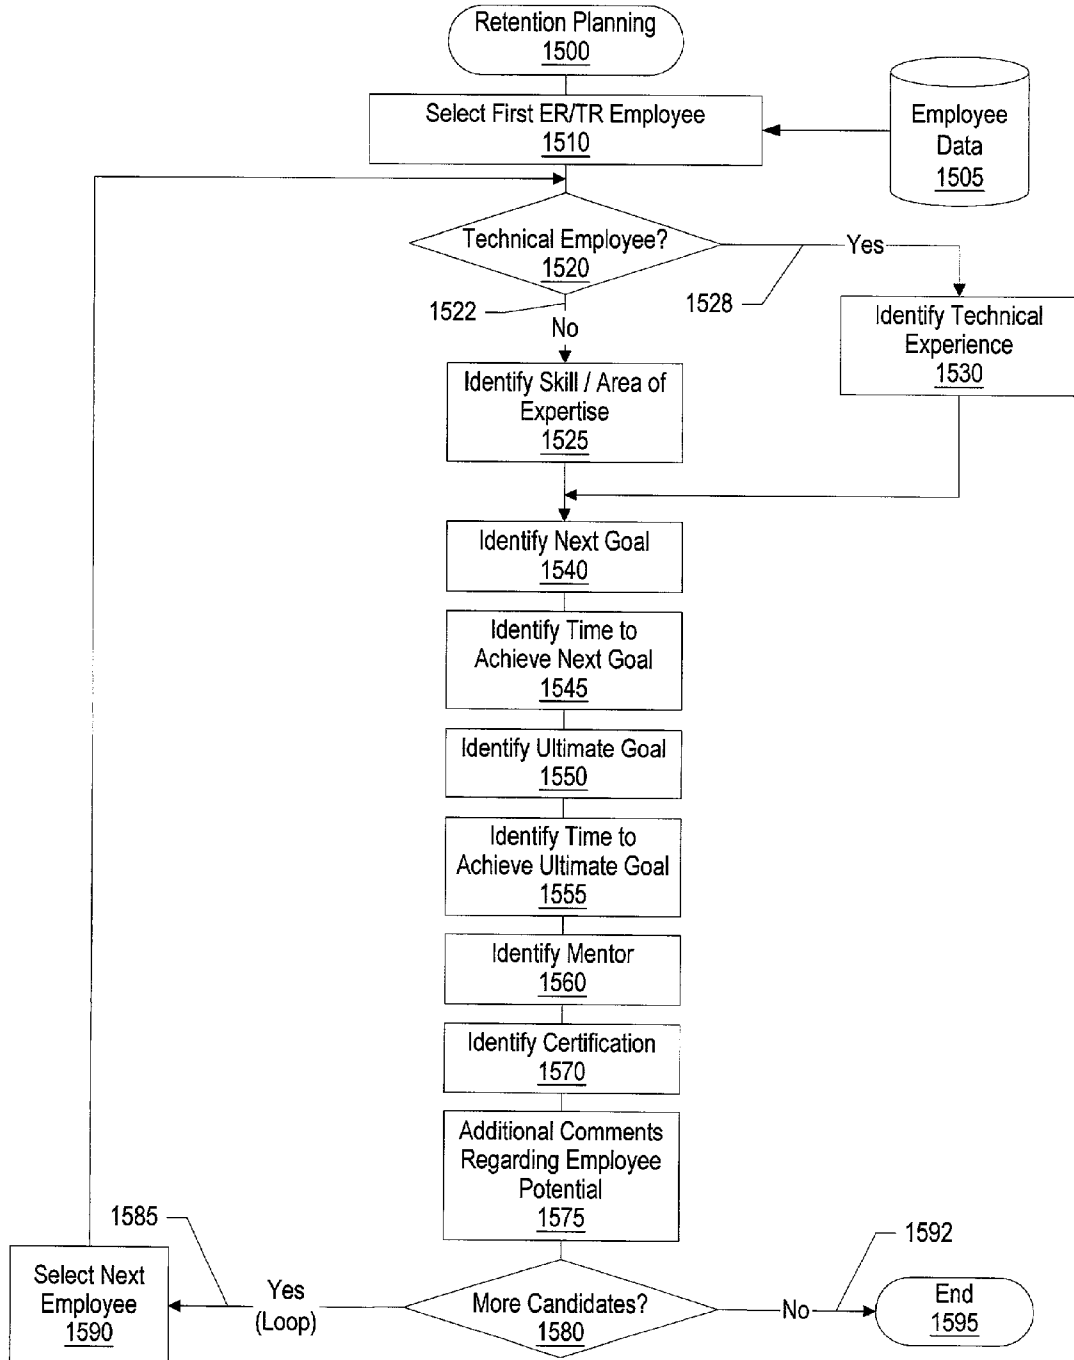 Retention Planning
1500
Select First ER/TR Employee
1510
Employee
Data
1505
Technical Employee?
1520
Yes
1528
1522
No
Identify Technical
Experience
1530
Identify Skill / Area of
Expertise
1525
Identify Next Goal
1540
Identify Time to
Achieve Next Goal
1545
Identify Ultimate Goal
1550
Identify Time to
Achieve Ultimate Goal
1555
Identify Mentor
1560
Identify Certification
1570
Additional Comments
Regarding Employee
Potential
1575
1585
1592
Select Next
Employee
1590
Yes
(Loop)
More Candidates?
1580
No
End
1595